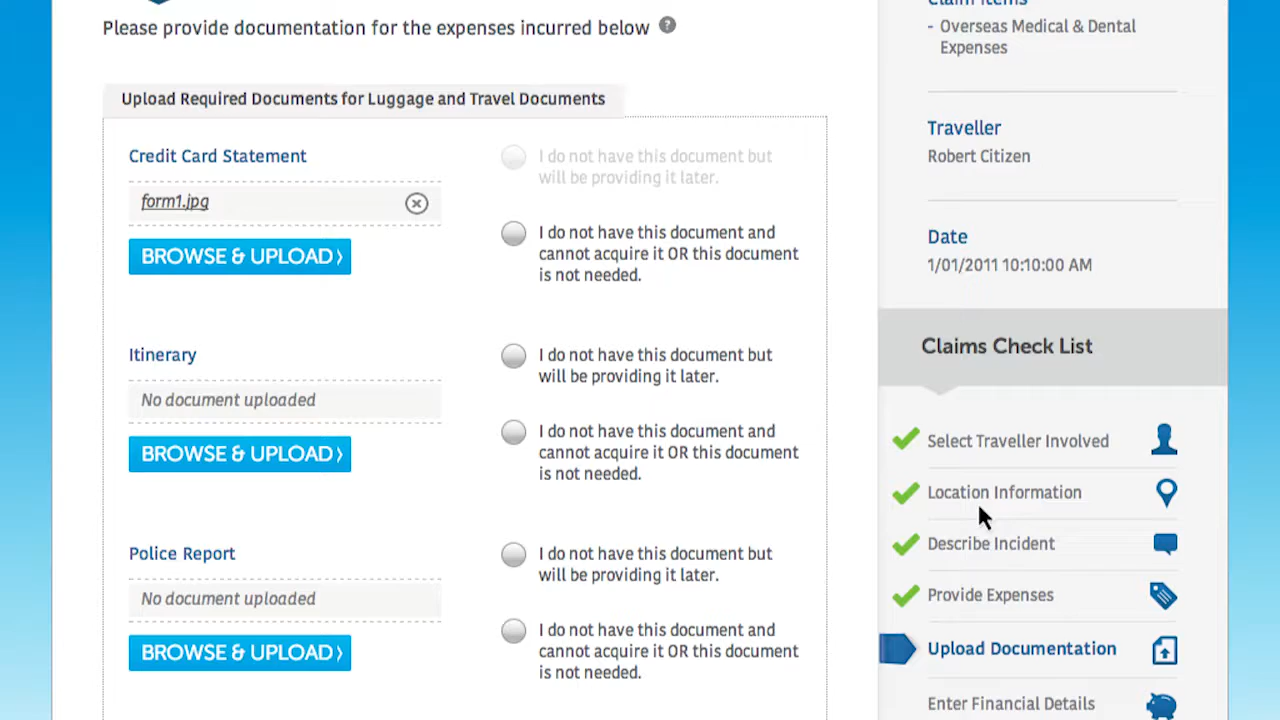 Please provide documentation for the expenses incurred below ?
Upload Required Documents for Luggage and Travel Documents
Credit Card Statement
form1.jpg
BROWSE & UPLOAD
I do not have this document but
will be providing it later.
I do not have this document and
cannot acquire it OR this document
is not needed.
Itinerary
No document uploaded
BROWSE & UPLOAD
I do not have this document but
will be providing it later.
I do not have this document and
cannot acquire it OR this document
is not needed.
Police Report
No document uploaded
BROWSE & UPLOAD
I do not have this document but
will be providing it later.
I do not have this document and
cannot acquire it OR this document
is not needed.
Claim Items
- Overseas Medical & Dental
Expenses
Traveller
Robert Citizen
Date
1/01/2011 10:10:00 AM
Claims Check List
Select Traveller Involved
Location Information
Describe Incident
Provide Expenses
Upload Documentation
Enter Financial Details